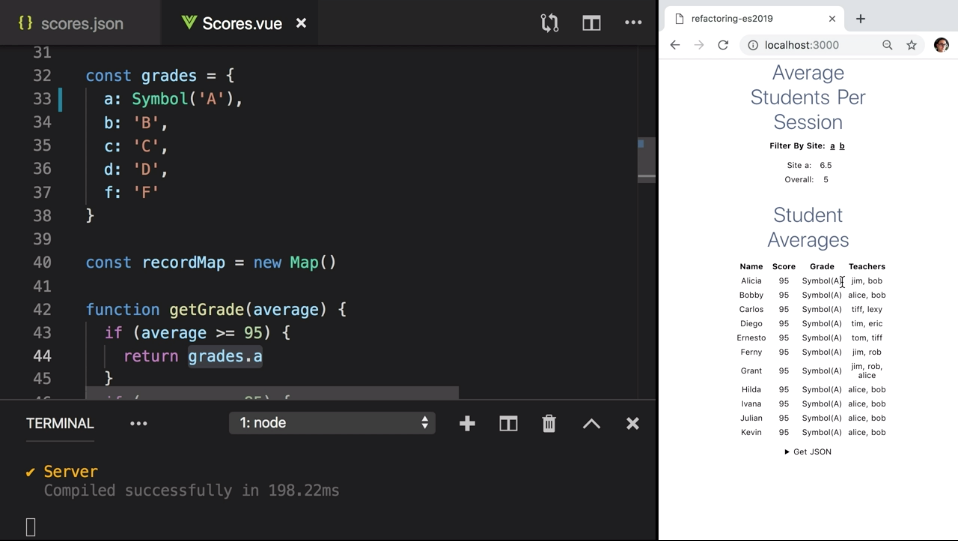 {} scores.json
Scores.vue ×
31
32 const grades = {
33 a: Symbol('A'),
34 b: 'B',
35 c: 'C',
36 d: 'D',
37 f: 'F'
38 }
39
40 const recordMap = new Map()
41
42 function getGrade(average) {
43 if (average >= 95) {
44 return grades.a
45 }
TERMINAL ••• 1: node
✔ Server
Compiled successfully in 198.22ms
refactoring-es2019 ×
localhost:3000
Average
Students Per
Session
Filter By Site: a b
Site a: 6.5
Overall: 5
Student
Averages
Name Score Grade Teachers
Alicia 95 Symbol(A) jim, bob
Bobby 95 Symbol(A) alice, bob
Carlos 95 Symbol(A) tiff, lexy
Diego 95 Symbol(A) tim, eric
Ernesto 95 Symbol(A) tom, tiff
Ferny 95 Symbol(A) jim, rob
Grant 95 Symbol(A) jim, rob,
alice
Hilda 95 Symbol(A) alice, bob
Ivana 95 Symbol(A) alice, bob
Julian 95 Symbol(A) alice, bob
Kevin 95 Symbol(A) alice, bob
▶ Get JSON